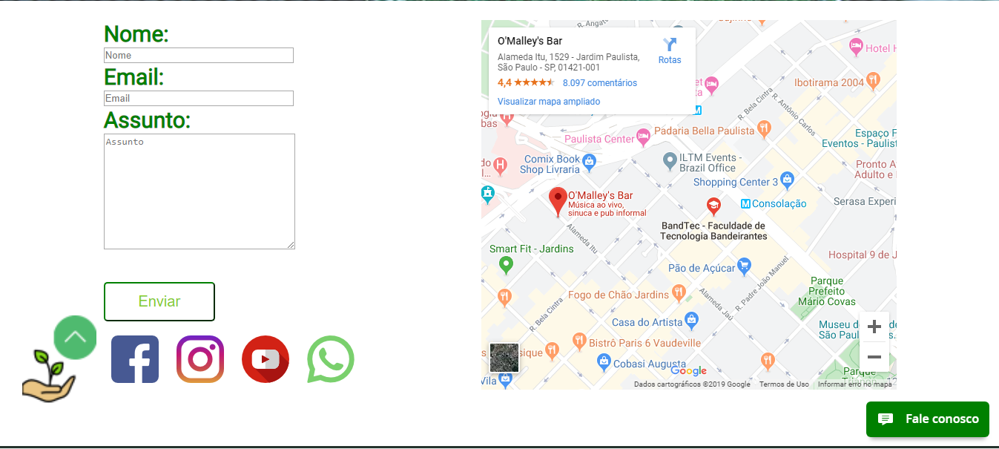 Nome:
Nome
Email:
Email
Assunto:
Assunto
Enviar
O'Malley's Bar
Alameda Itu, 1529 - Jardim Paulista,
São Paulo - SP, 01421-001
Rotas
4,4
8.097 comentários
Visualizar mapa ampliado
R. Angat
Hotel H
Ibotirama 2004
R. Bela Cintra
R. Antônio Carlos
Padaria Bella Paulista
Paulista Center
Espaço F
Eventos - Paulist
Comix Book
Shop Livraria
ILTM Events -
Brazil Office
Pronto A
Adulto e I
Shopping Center 3
O'Malley's Bar
Música ao vivo,
sinuca e pub informal
Consolação
Serasa Experi
BandTec - Faculdade de
Tecnologia Bandeirantes
Alameda Itu
Smart Fit - Jardins
Hospital 9 de J
Pão de Açúcar
R. Padre João Manuel
Parque
Prefeito
Mário Covas
Fogo de Chão Jardins
Alameda Jaú
R. Bela Cintra
Casa do Artista
Museu d
São Paul
Bistrô Paris 6 Vaudeville
sique
Cobasi Augusta
Parque
Vila
Google
Dados cartográficos ©2019 Google
Termos de Uso
Informar erro no mapa
Fale conosco